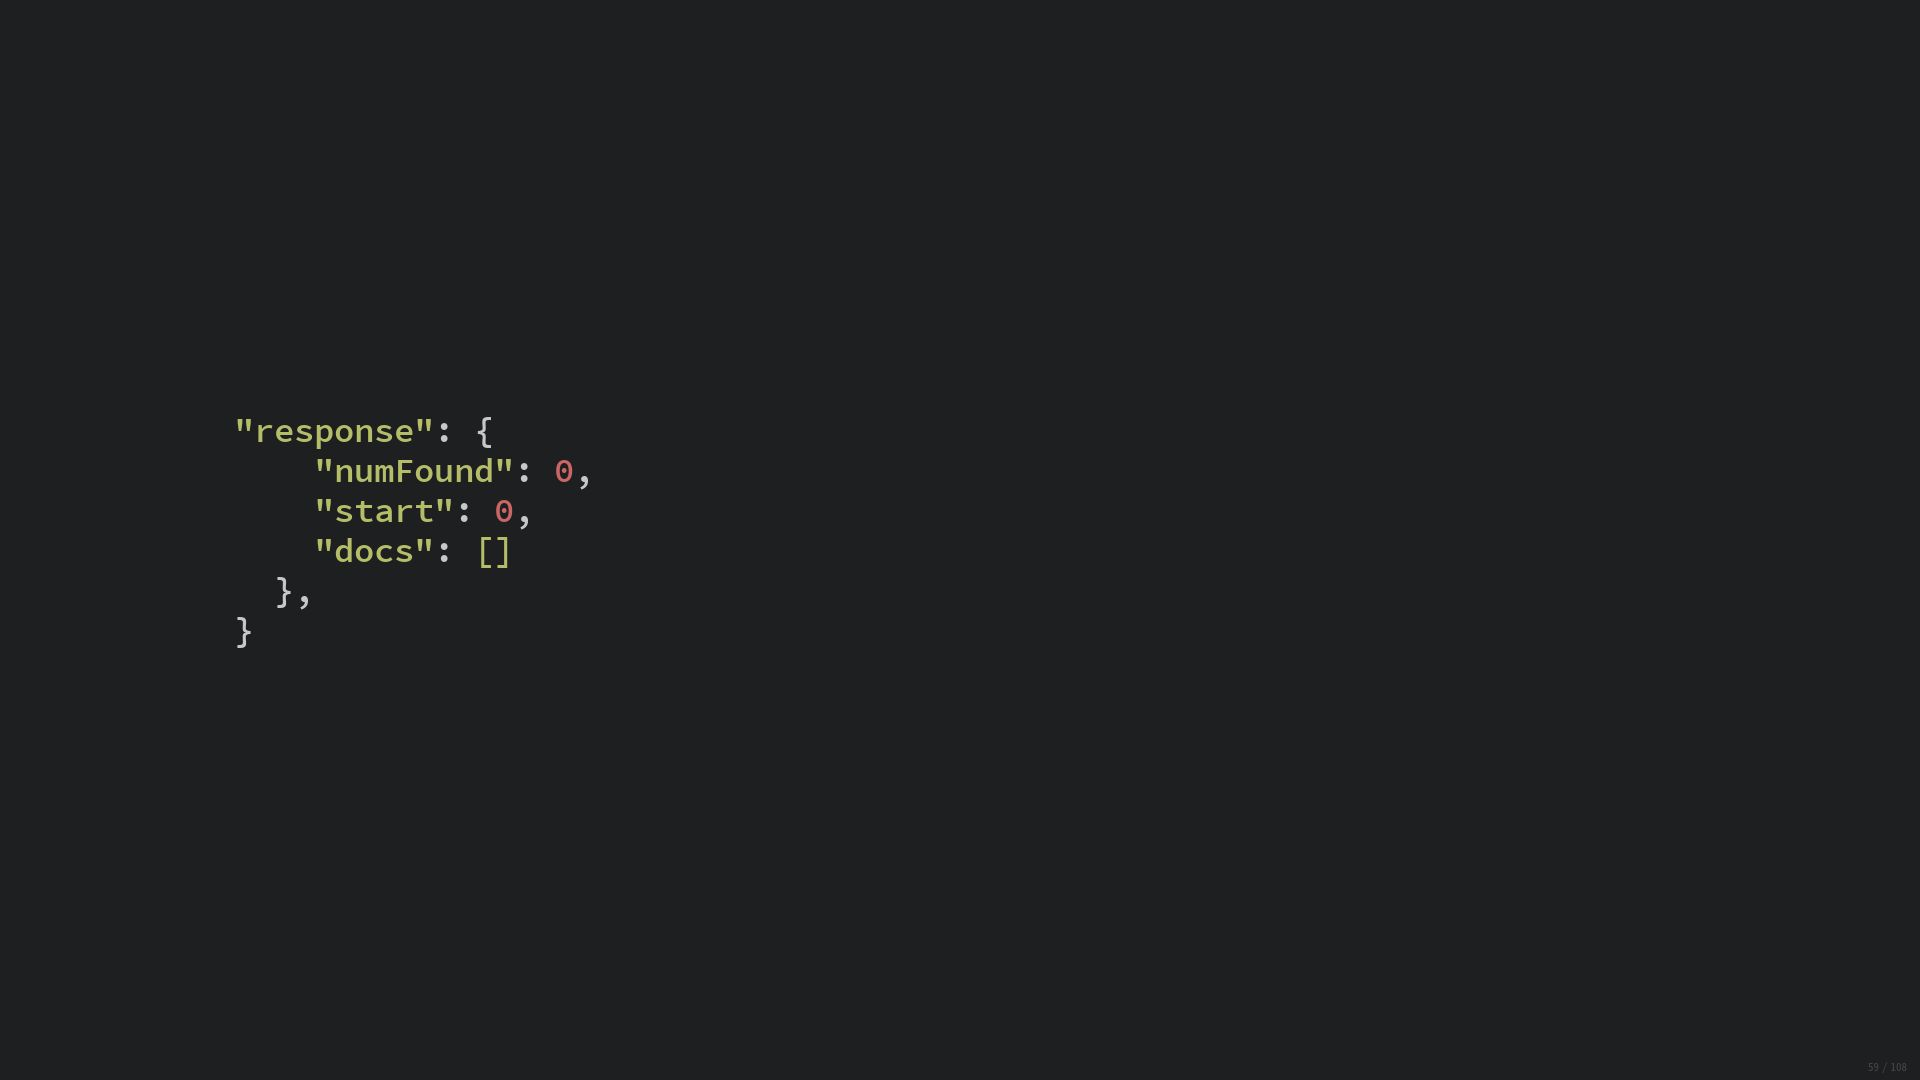 "response": {
    "numFound": 0,
    "start": 0,
    "docs": []
  },
}
59 / 108